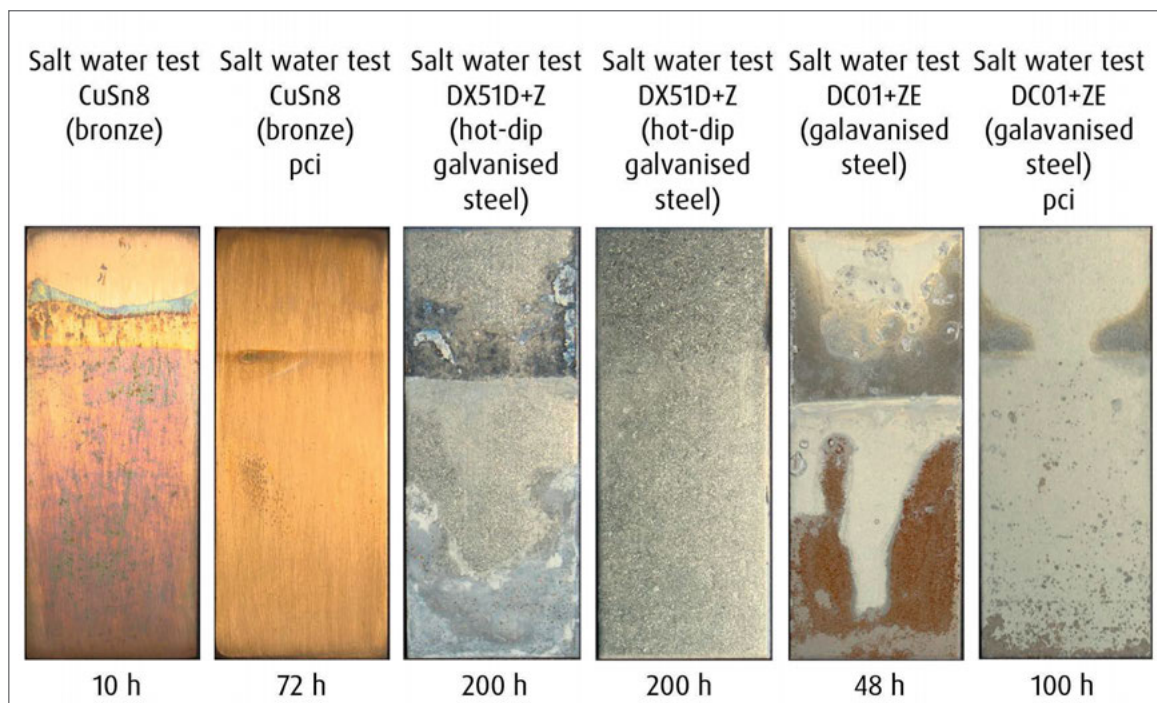 Salt water test
CuSn8
(bronze)
Salt water test
CuSn8
(bronze)
pci
Salt water test
DX51D+Z
(hot-dip
galvanised
steel)
Salt water test
DX51D+Z
(hot-dip
galvanised
steel)
Salt water test
DC01+ZE
(galavanised
steel)
Salt water test
DC01+ZE
(galavanised
steel)
pci
10 h
72 h
200 h
200 h
48 h
100 h